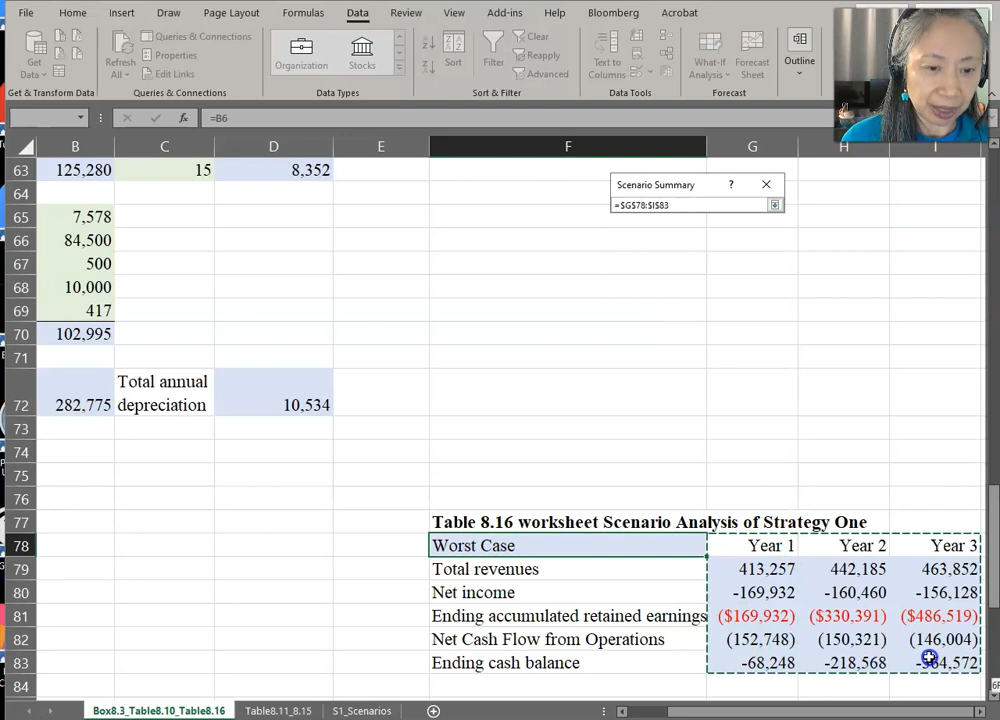 File Home Insert Draw Page Layout Formulas Data Review View Add-ins Help Bloomberg Acrobat
Get Data
Refresh All
Queries & Connections
Properties
Edit Links
Organization Stocks
Sort
Filter
Clear
Reapply
Advanced
Text to Columns
What-If Analysis
Forecast Sheet
Outline
Get & Transform Data Queries & Connections Data Types Sort & Filter Data Tools Forecast
fx =B6
B C D E F G H I
63 125,280 15 8,352
Scenario Summary ?
=$G$78:$I$83
64
65 7,578
66 84,500
67 500
68 10,000
69 417
70 102,995
71
72 282,775 Total annual depreciation 10,534
73
74
75
76
77 Table 8.16 worksheet Scenario Analysis of Strategy One
78 Worst Case Year 1 Year 2 Year 3
79 Total revenues 413,257 442,185 463,852
80 Net income -169,932 -160,460 -156,128
81 Ending accumulated retained earnings ($169,932) ($330,391) ($486,519)
82 Net Cash Flow from Operations (152,748) (150,321) (146,004)
83 Ending cash balance -68,248 -218,568
84
Box8.3_Table8.10_Table8.16 Table8.11_8.15 S1_Scenarios